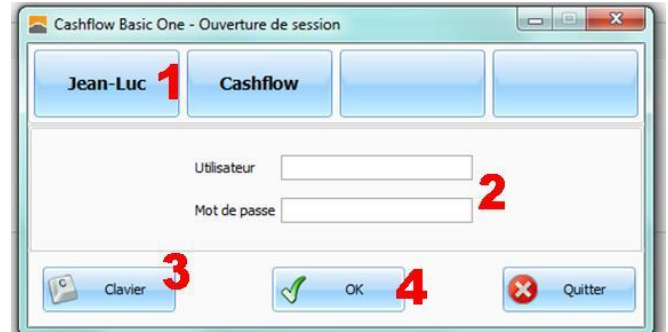 Cashflow Basic One - Ouverture de session
Jean-Luc 1 Cashflow
Utilisateur
2
Mot de passe
3
C Clavier OK 4 Quitter